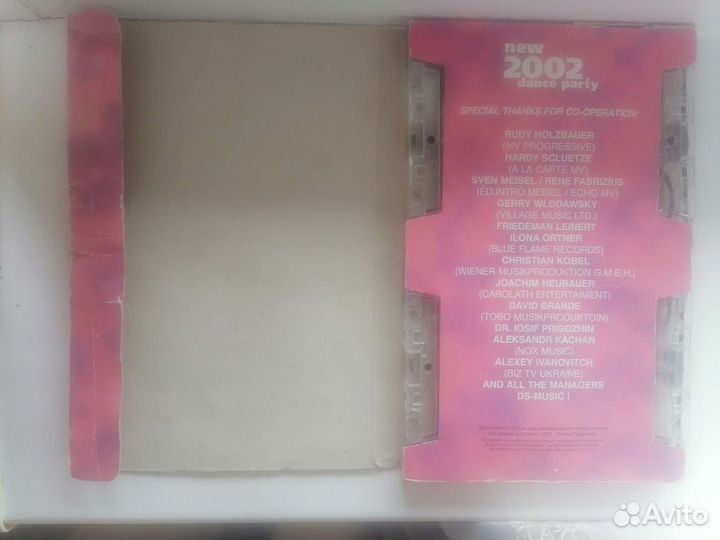 new
2002
dance party
SPECIAL THANKS FOR CO-OPERATION:
RUDY HOLZBAUER
(MV PROGRESSIVE)
HARDY SCLUETZE
(A LA CARTE MV)
SVEN MEISEL / RENE FABRIZIUS
(ED.INTRO MEISEL / ECHO MV)
GERRY WLODAWSKY
(VILLAGE MUSIC LTD.)
FRIEDEMAN LEINERT
ILONA ORTNER
(BLUE FLAME RECORDS)
CHRISTIAN KOBEL
(WIENER MUSIKPRODUKTION G.M.B.H.)
JOACHIM NEUBAUER
(CAROLATH ENTERTAIMENT)
DAVID BRANDE
(TOSO MUSIKPRODUKTOIN)
DR. IOSIF PRIGOZHIN
ALEKSANDR KACHAN
(NOX MUSIC)
ALEXEY IVANOVITCH
(BIZ TV UKRAINE)
AND ALL THE MANAGERS
DS-MUSIC !
Avito